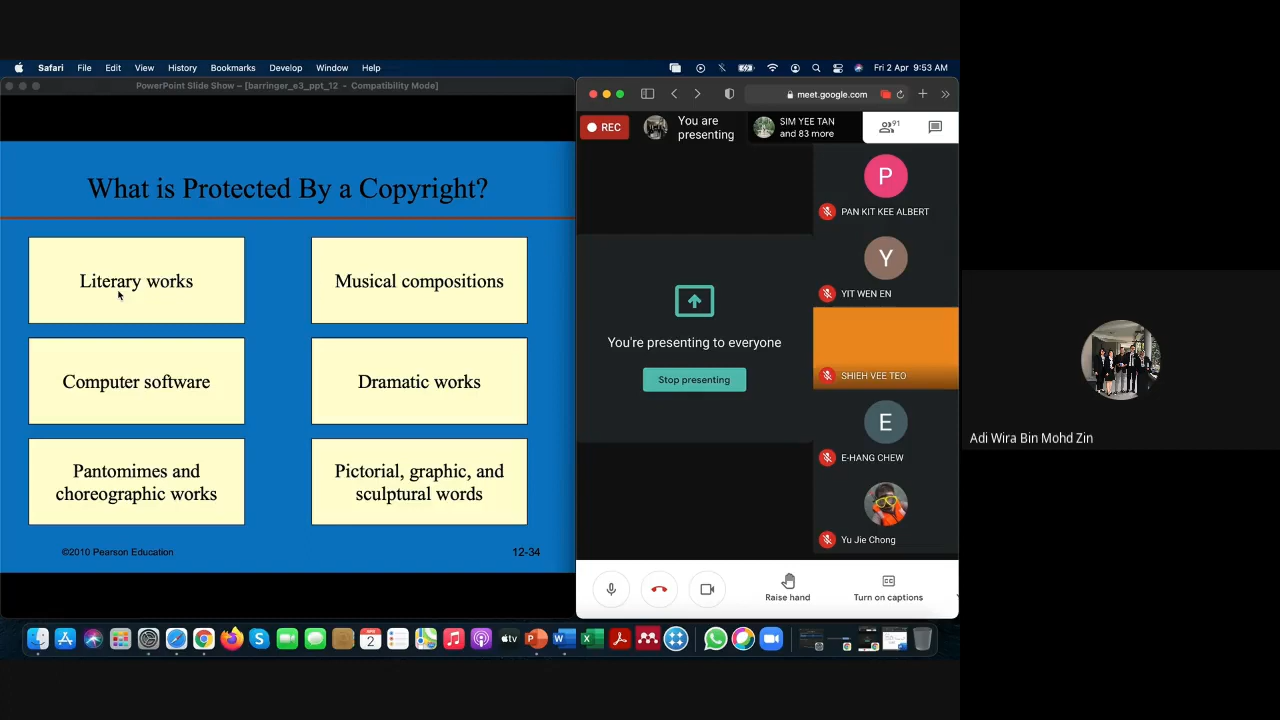 Safari File Edit View History Bookmarks Develop Window Help
Fri 2 Apr 9:53 AM
PowerPoint Slide Show – [barringer_e3_ppt_12 - Compatibility Mode]
What is Protected By a Copyright?
Literary works
Musical compositions
Computer software
Dramatic works
Pantomimes and
choreographic works
Pictorial, graphic, and
sculptural words
©2010 Pearson Education
12-34
meet.google.com
REC
You are
presenting
SIM YEE TAN
and 83 more
91
P
PAN KIT KEE ALBERT
Y
YIT WEN EN
SHIEH VEE TEO
E
E-HANG CHEW
Yu Jie Chong
You're presenting to everyone
Stop presenting
Raise hand
CC
Turn on captions
Adi Wira Bin Mohd Zin
2
tv